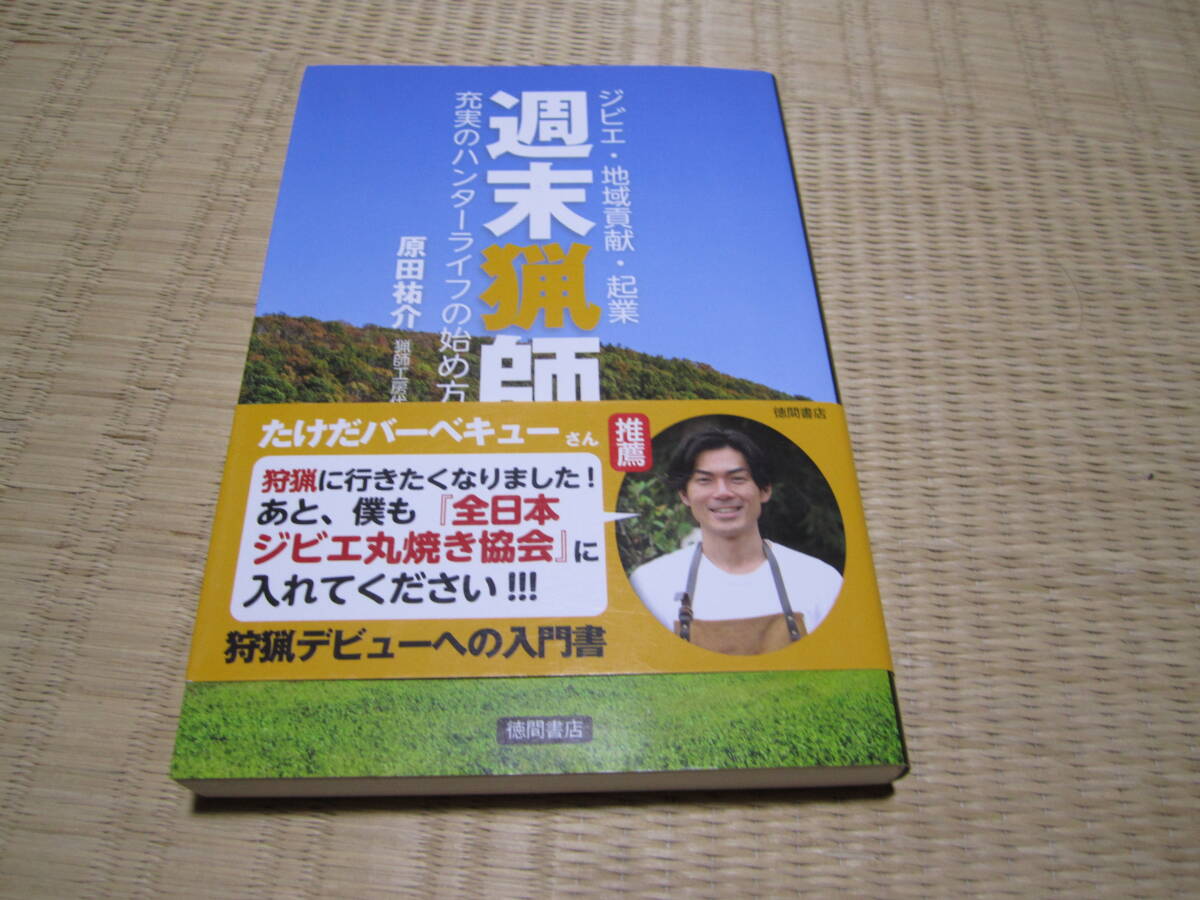 ジビエ・地域貢献・起業
週末猟師
充実のハンターライフの始め方
原田祐介 猟師工房代
徳間書店
たけだバーベキューさん
推薦
狩猟に行きたくなりました!
あと、僕も『全日本
ジビエ丸焼き協会』に
入れてください!!!
狩猟デビューへの入門書
徳間書店